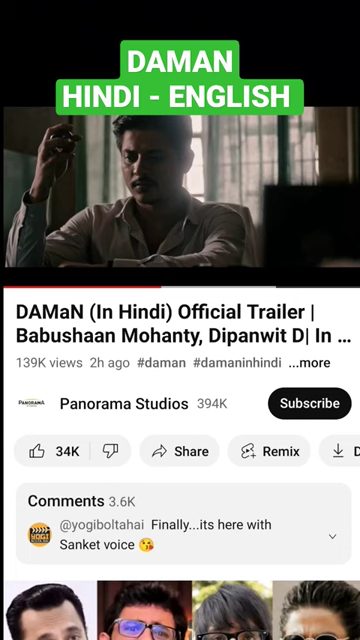 DAMAN
HINDI - ENGLISH
DAMaN (In Hindi) Official Trailer |
Babushaan Mohanty, Dipanwit D| In ...
139K views 2h ago #daman #damaninhindi ...more
PANORAMA
Panorama Studios 394K
Subscribe
34K
Share
Remix
D
Comments 3.6K
YOGI
@yogiboltahai Finally...its here with
Sanket voice 😘